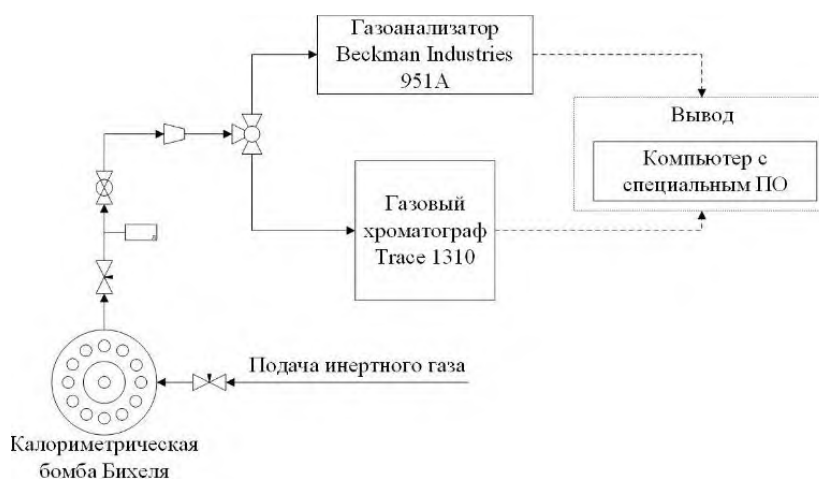 Газоанализатор
Beckman Industries
951A
Вывод
Компьютер с
специальным ПО
Газовый
хроматограф
Trace 1310
Подача инертного газа
Калориметрическая
бомба Бихеля